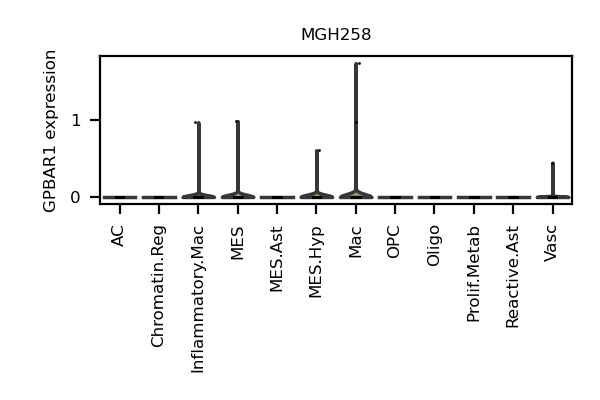 MGH258
GPBAR1 expression
1
0
AC
Chromatin.Reg
Inflammatory.Mac
MES
MES.Ast
MES.Hyp
Mac
OPC
Oligo
Prolif.Metab
Reactive.Ast
Vasc